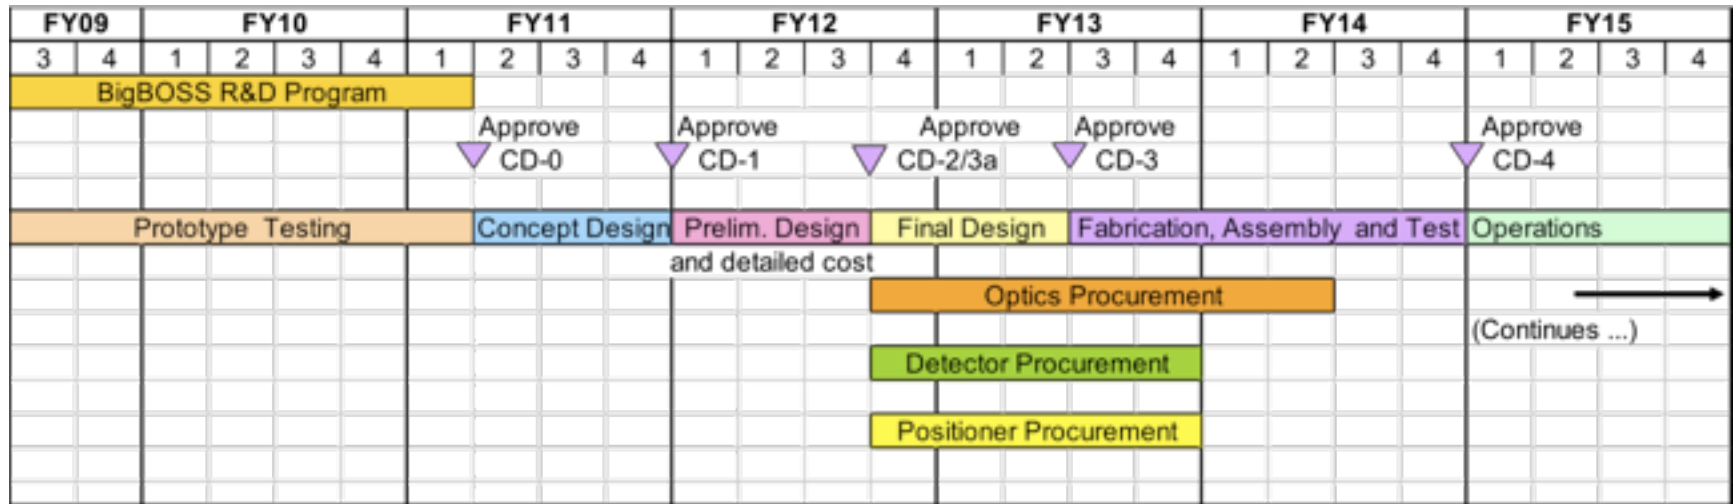 FY09 FY10 FY11 FY12 FY13 FY14 FY15
3 4 1 2 3 4 1 2 3 4 1 2 3 4 1 2 3 4 1 2 3 4 1 2 3 4
BigBOSS R&D Program
Approve Approve Approve Approve Approve
CD-0 CD-1 CD-2/3a CD-3 CD-4
Prototype Testing Concept Design Prelim. Design Final Design Fabrication, Assembly and Test Operations
and detailed cost
Optics Procurement
(Continues ...)
Detector Procurement
Positioner Procurement